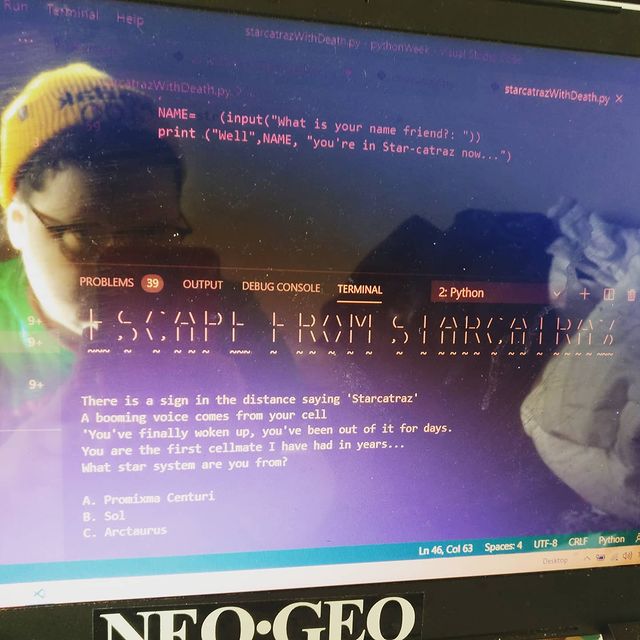 Run Terminal Help
starcatrazWithDeath.py - pythonWeek - Visual Studio Code
starcatrazWithDeath.py ×
NAME= (input("What is your name friend?: "))
print ("Well",NAME, "you're in Star-catraz now...")
PROBLEMS 39 OUTPUT DEBUG CONSOLE TERMINAL 2: Python
ESCAPE FROM STARCATRAZ
9+
9+
9+
There is a sign in the distance saying 'Starcatraz'
A booming voice comes from your cell
'You've finally woken up, you've been out of it for days.
You are the first cellmate I have had in years...
What star system are you from?
A. Promixma Centuri
B. Sol
C. Arctaurus
Ln 46, Col 63 Spaces: 4 UTF-8 CRLF Python
Desktop
NEO•GEO